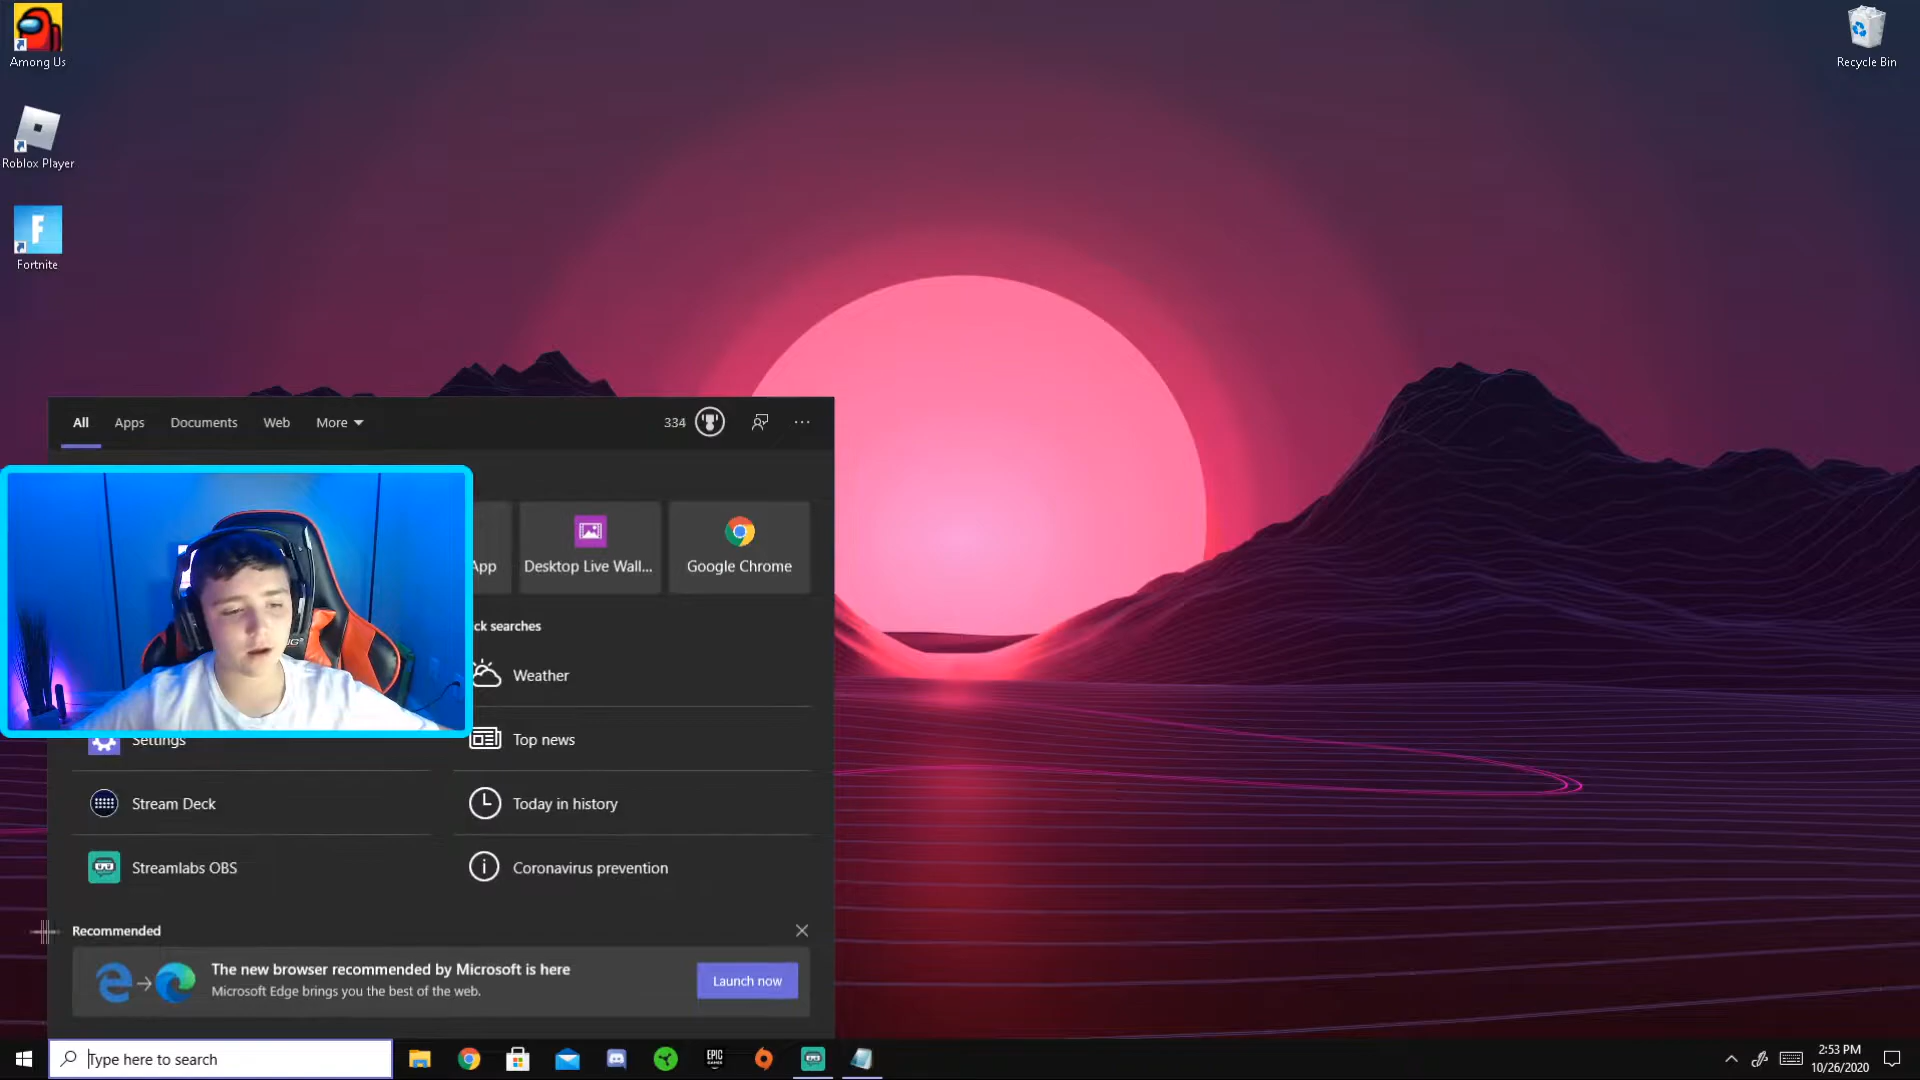 Among Us
Recycle Bin
Roblox Player
F
Fortnite
All Apps Documents Web More
334
App
Desktop Live Wall...
Google Chrome
ck searches
Weather
Settings
Top news
Stream Deck
Today in history
Streamlabs OBS
Coronavirus prevention
Recommended
The new browser recommended by Microsoft is here
Microsoft Edge brings you the best of the web.
Launch now
Type here to search
EPIC
GAMES
2:53 PM
10/26/2020